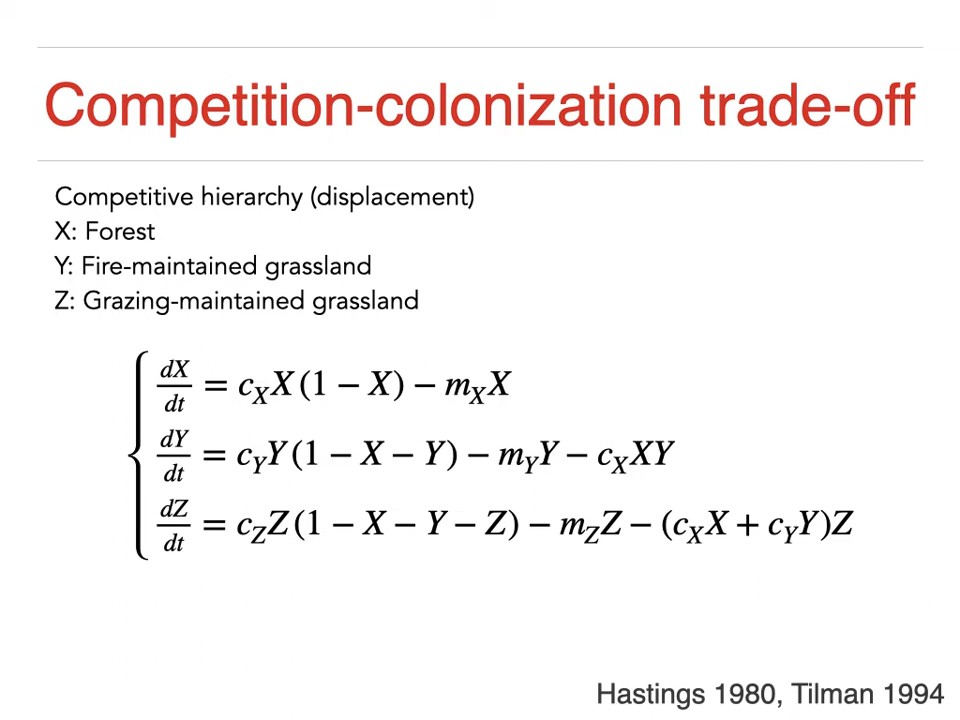 Competition-colonization trade-off
Competitive hierarchy (displacement)
X: Forest
Y: Fire-maintained grassland
Z: Grazing-maintained grassland
dX/dt = c_X X(1 − X) − m_X X
dY/dt = c_Y Y(1 − X − Y) − m_Y Y − c_X XY
dZ/dt = c_Z Z(1 − X − Y − Z) − m_Z Z − (c_X X + c_Y Y)Z
Hastings 1980, Tilman 1994